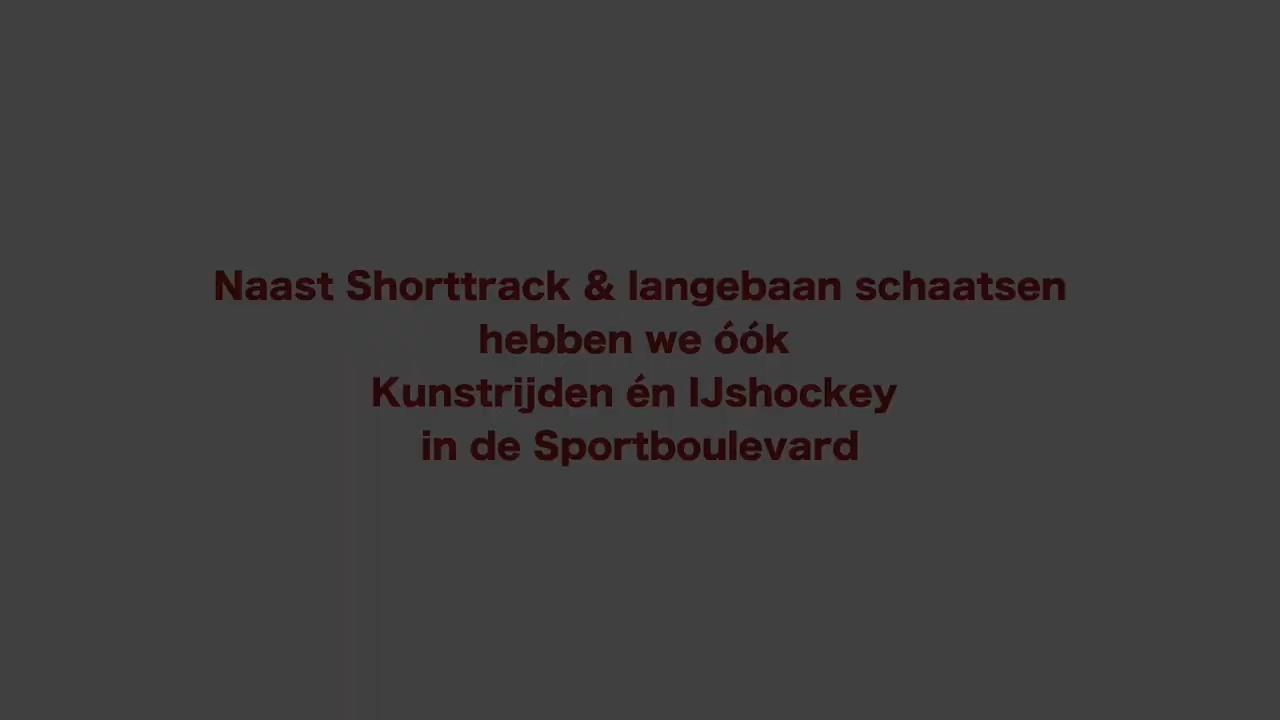 Naast Shorttrack & langebaan schaatsen
hebben we óók
Kunstrijden én IJshockey
in de Sportboulevard